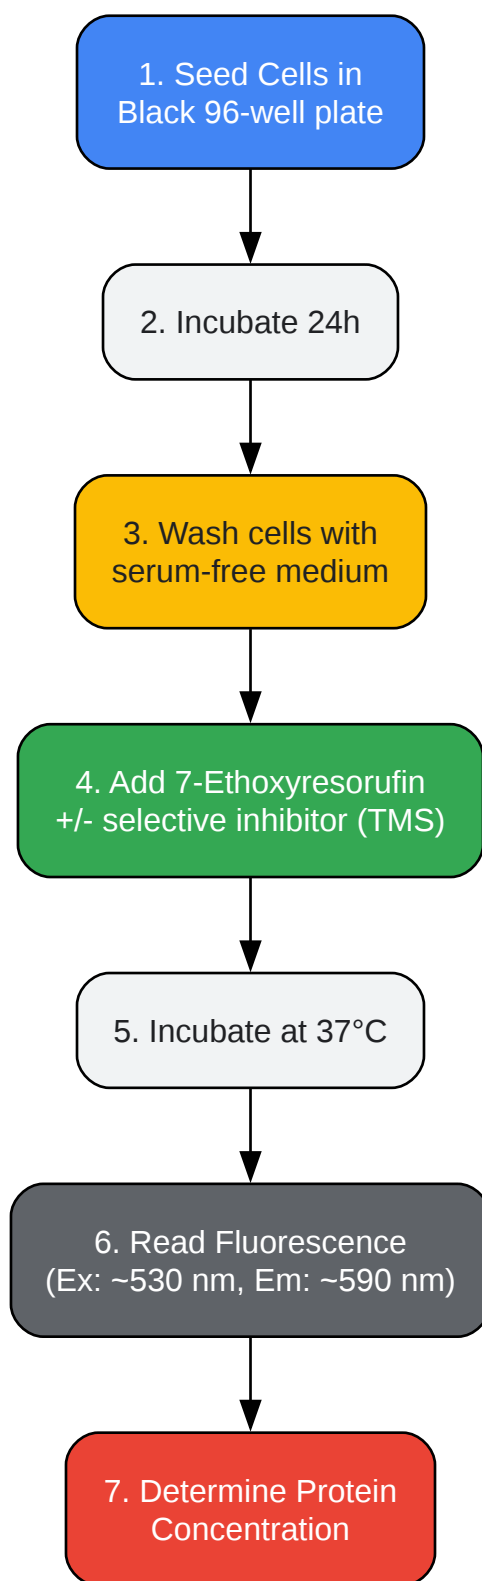 1. Seed Cells in
Black 96-well plate
2. Incubate 24h
3. Wash cells with
serum-free medium
4. Add 7-Ethoxyresorufin
+/- selective inhibitor (TMS)
5. Incubate at 37°C
6. Read Fluorescence
(Ex: ~530 nm, Em: ~590 nm)
7. Determine Protein
Concentration